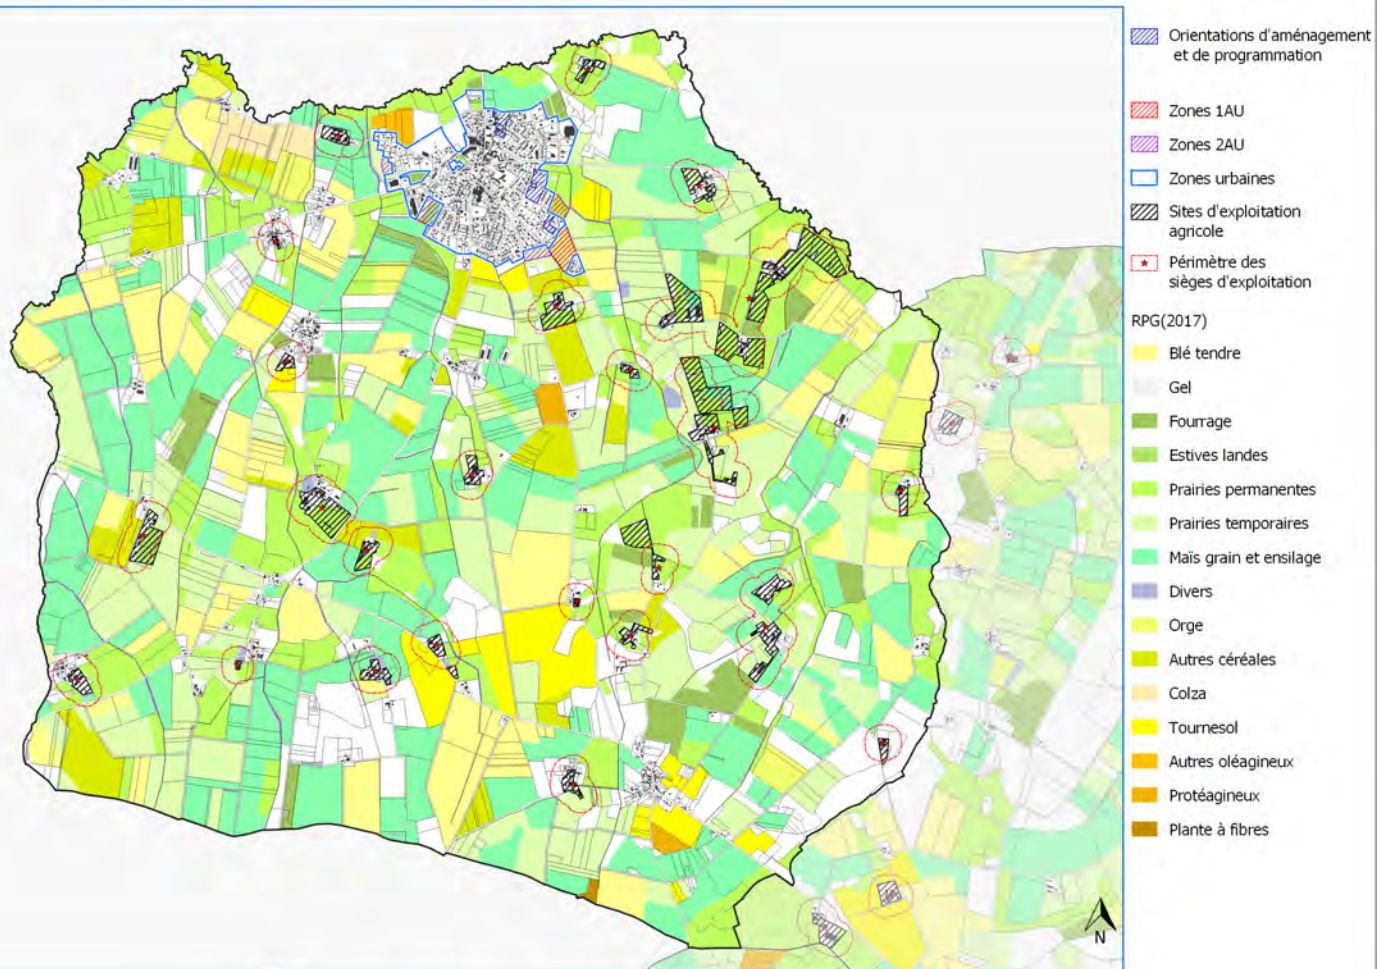 Orientations d'aménagement
et de programmation
Zones 1AU
Zones 2AU
Zones urbaines
Sites d'exploitation
agricole
Périmètre des
sièges d'exploitation
RPG(2017)
Blé tendre
Gel
Fourrage
Estives landes
Prairies permanentes
Prairies temporaires
Maïs grain et ensilage
Divers
Orge
Autres céréales
Colza
Tournesol
Autres oléagineux
Protéagineux
Plante à fibres
N